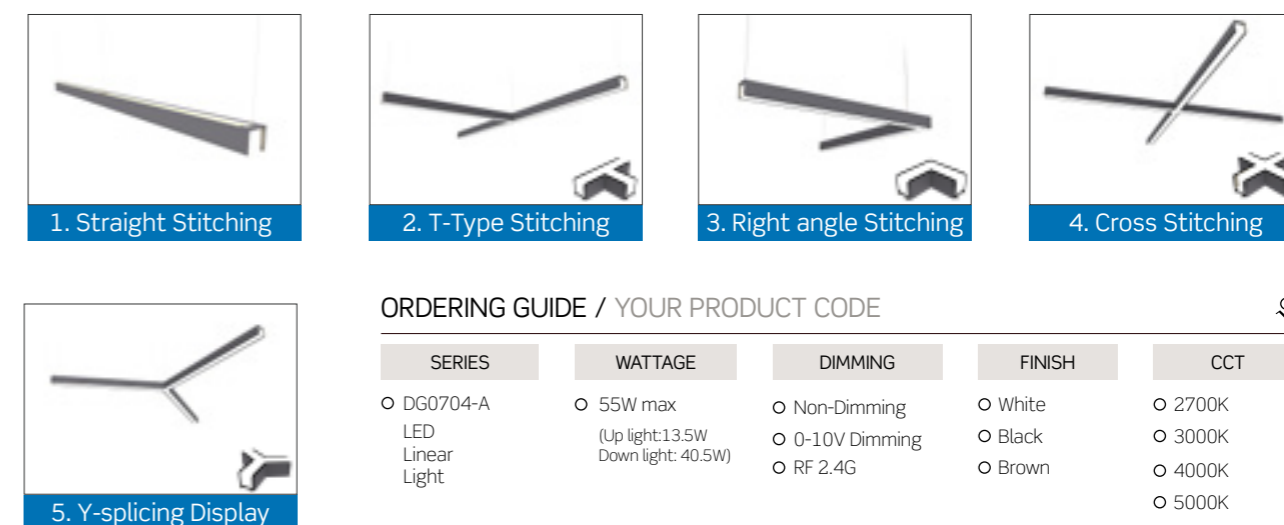 1. Straight Stitching
2. T-Type Stitching
3. Right angle Stitching
4. Cross Stitching
5. Y-splicing Display
ORDERING GUIDE / YOUR PRODUCT CODE
SERIES
DG0704-A
LED
Linear
Light
WATTAGE
55W max
(Up light:13.5W
Down light: 40.5W)
DIMMING
Non-Dimming
0-10V Dimming
RF 2.4G
FINISH
White
Black
Brown
CCT
2700K
3000K
4000K
5000K